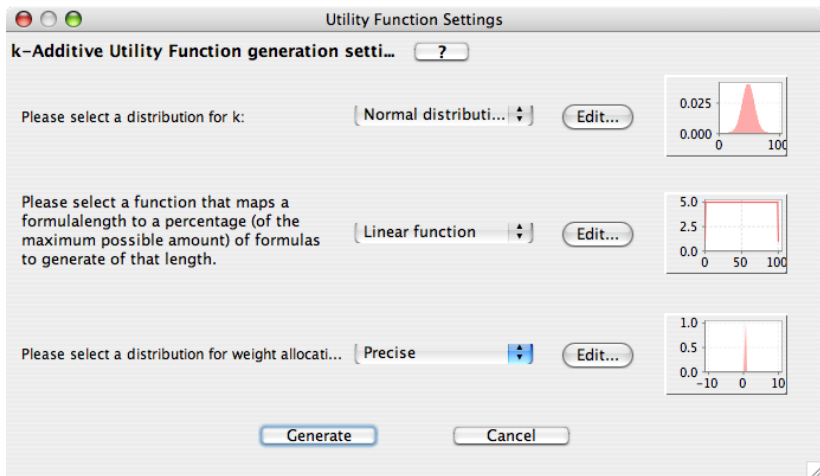 Utility Function Settings
k-Additive Utility Function generation setti... ?
Please select a distribution for k:
Normal distributi...
Edit...
0.025
0.000
0 100
Please select a function that maps a
formulalength to a percentage (of the
maximum possible amount) of formulas
to generate of that length.
Linear function
Edit...
5.0
2.5
0.0
0 50 100
Please select a distribution for weight allocati...
Precise
Edit...
1.0
0.5
0.0
-10 0 10
Generate Cancel